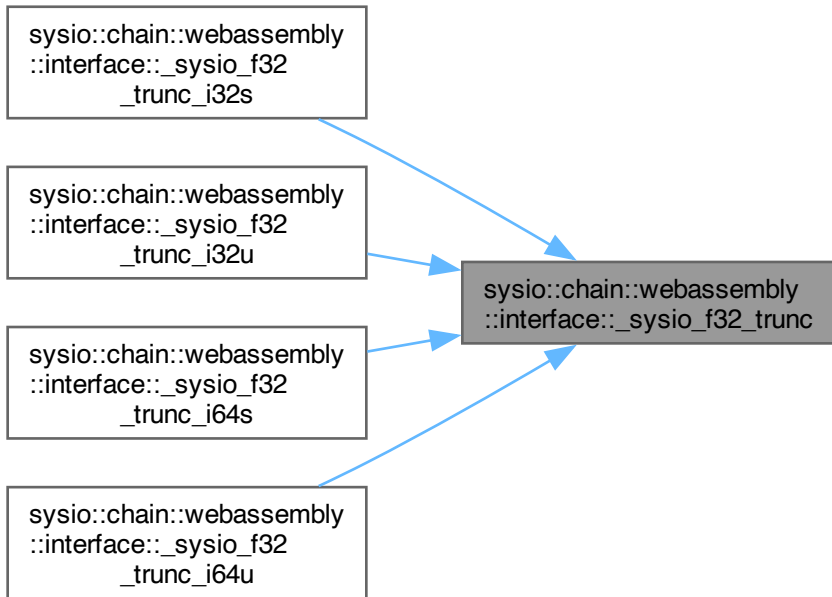 sysio::chain::webassembly
::interface::_sysio_f32
_trunc_i32s
sysio::chain::webassembly
::interface::_sysio_f32
_trunc_i32u
sysio::chain::webassembly
::interface::_sysio_f32_trunc
sysio::chain::webassembly
::interface::_sysio_f32
_trunc_i64s
sysio::chain::webassembly
::interface::_sysio_f32
_trunc_i64u